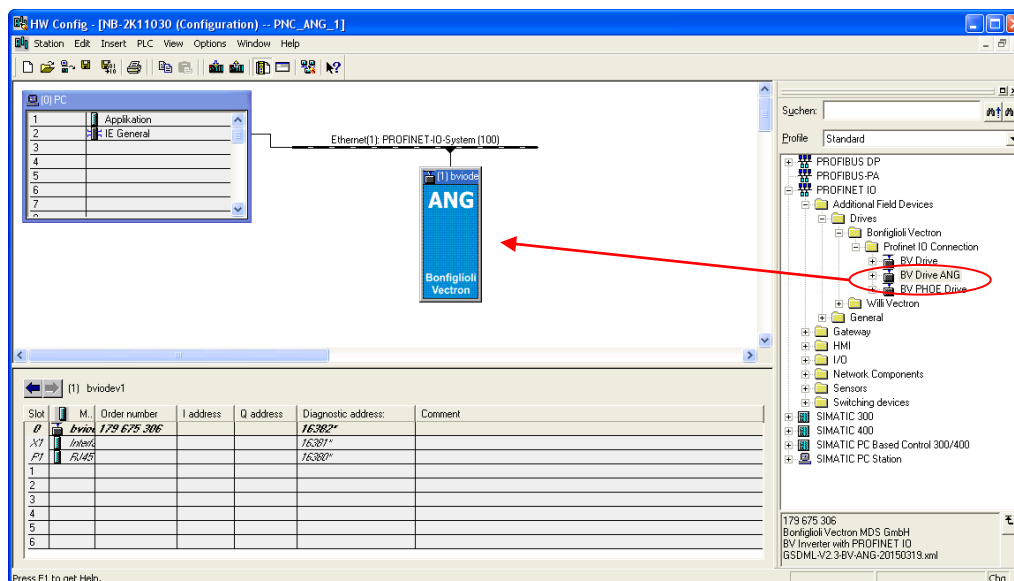 HW Config - [NB-2K11030 (Configuration) -- PNC_ANG_1]
Station Edit Insert PLC View Options Window Help
(0) PC
1 Applikation
2 IE General
3
4
5
6
7
Ethernet(1): PROFINET-IO-System (100)
(1) bviode
ANG
Bonfiglioli
Vectron
Suchen:
Profile Standard
PROFIBUS DP
PROFIBUS-PA
PROFINET IO
Additional Field Devices
Drives
Bonfiglioli Vectron
Profinet IO Connection
BV Drive
BV Drive ANG
BV PHOE Drive
Willi Vectron
General
Gateway
HMI
I/O
Network Components
Sensors
Switching devices
SIMATIC 300
SIMATIC 400
SIMATIC PC Based Control 300/400
SIMATIC PC Station
(1) bviodev1
Slot M.. Order number I address Q address Diagnostic address: Comment
0 bvioc 179 675 306 16382*
X1 Interfa 16381*
P1 RJ45 16380*
1
2
3
4
5
6
179 675 306
Bonfiglioli Vectron MDS GmbH
BV Inverter with PROFINET IO
GSDML-V2.3-BV-ANG-20150319.xml
Press F1 to get Help.
Chg